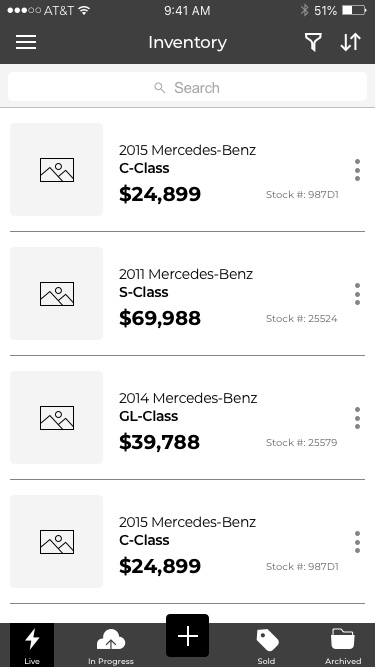 AT&T 9:41 AM 51%
Inventory
Search
2015 Mercedes-Benz
C-Class
$24,899 Stock #: 987D1
2011 Mercedes-Benz
S-Class
$69,988 Stock #: 25524
2014 Mercedes-Benz
GL-Class
$39,788 Stock #: 25579
2015 Mercedes-Benz
C-Class
$24,899 Stock #: 987D1
Live In Progress Sold Archived